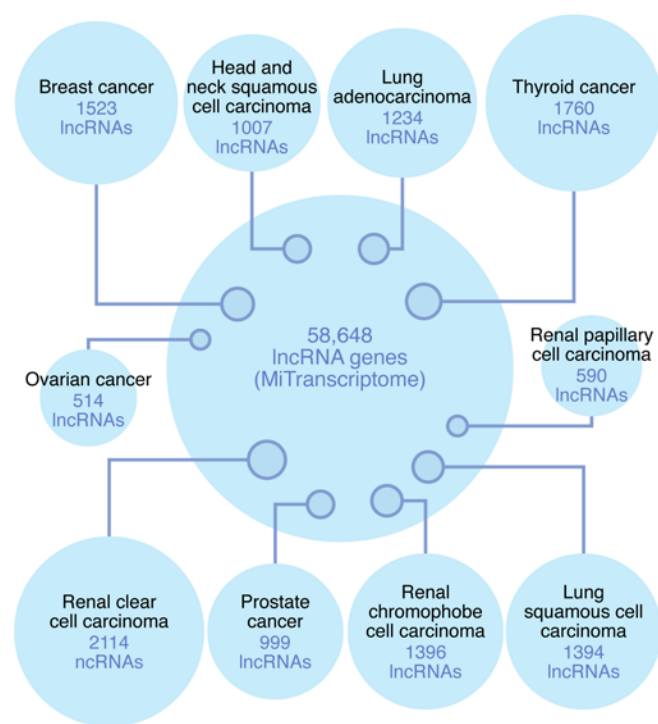 Breast cancer
1523
lncRNAs
Head and
neck squamous
cell carcinoma
1007
lncRNAs
Lung
adenocarcinoma
1234
lncRNAs
Thyroid cancer
1760
lncRNAs
58,648
lncRNA genes
(MiTranscriptome)
Ovarian cancer
514
lncRNAs
Renal papillary
cell carcinoma
590
lncRNAs
Renal clear
cell carcinoma
2114
ncRNAs
Prostate
cancer
999
lncRNAs
Renal
chromophobe
cell carcinoma
1396
lncRNAs
Lung
squamous cell
carcinoma
1394
lncRNAs